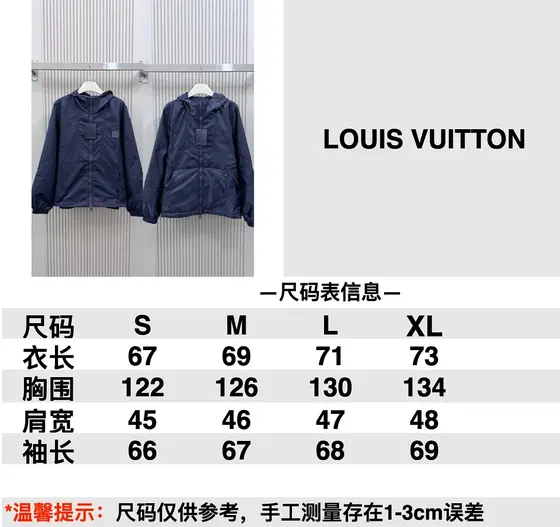 LOUIS VUITTON
—尺码表信息—
尺码 S M L XL
衣长 67 69 71 73
胸围 122 126 130 134
肩宽 45 46 47 48
袖长 66 67 68 69
*温馨提示：尺码仅供参考，手工测量存在1-3cm误差